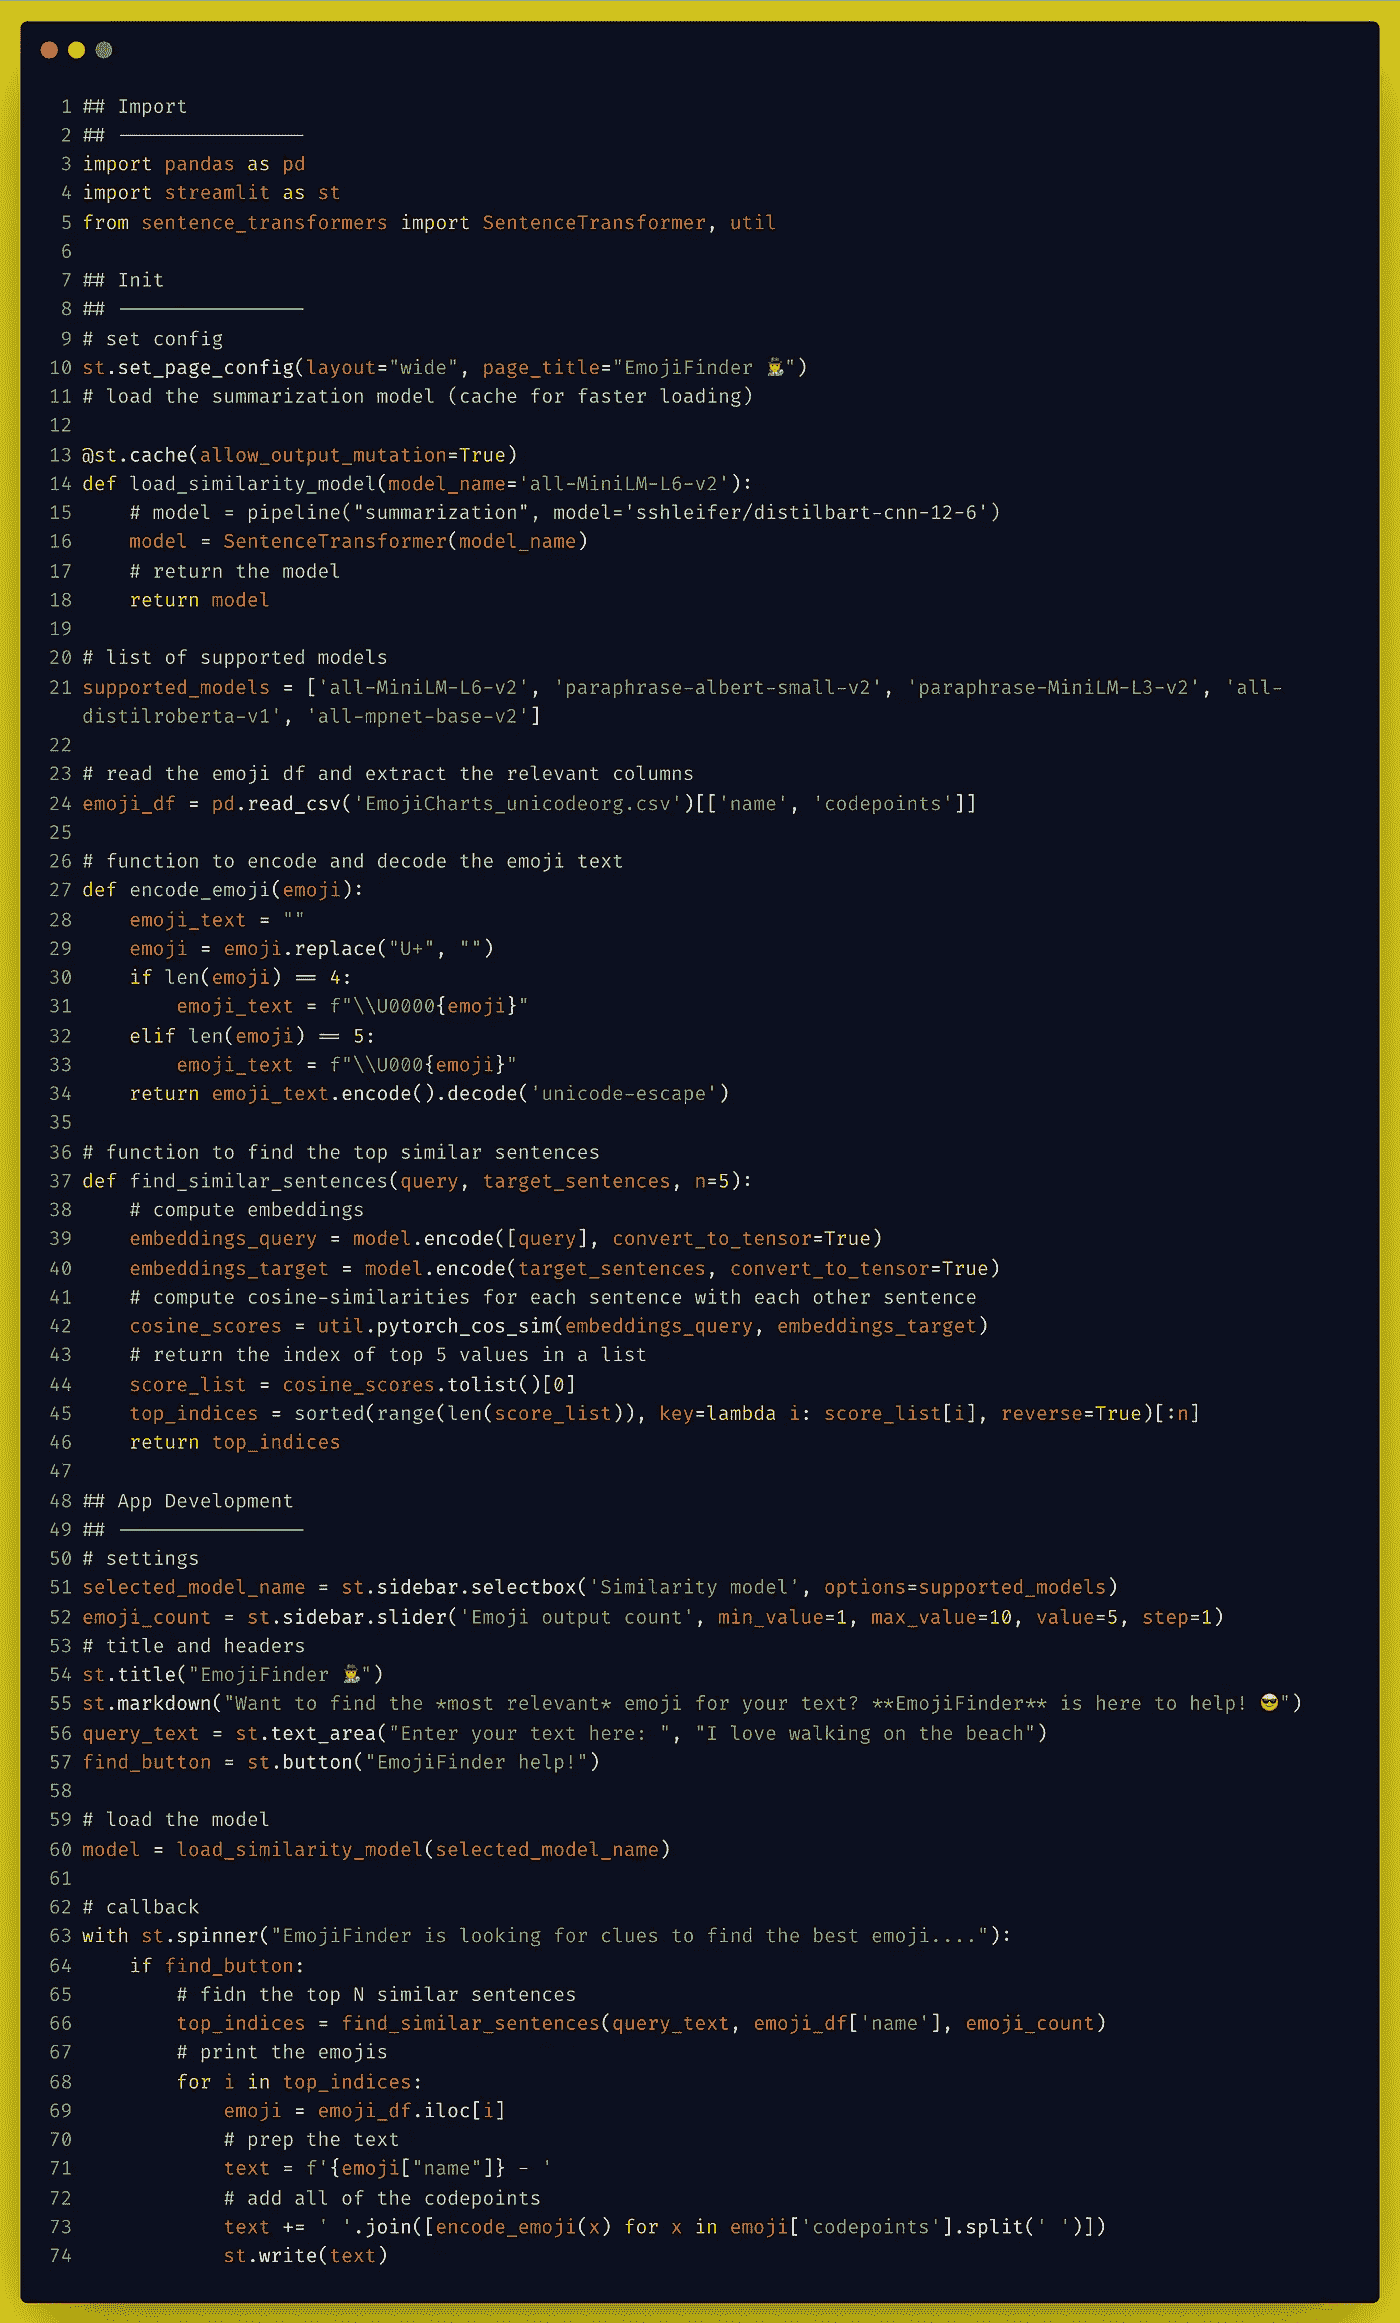 1 ## Import
2 ## ----------------
3 import pandas as pd
4 import streamlit as st
5 from sentence_transformers import SentenceTransformer, util
6
7 ## Init
8 ## ----------------
9 # set config
10 st.set_page_config(layout="wide", page_title="EmojiFinder 🕵️")
11 # load the summarization model (cache for faster loading)
12
13 @st.cache(allow_output_mutation=True)
14 def load_similarity_model(model_name='all-MiniLM-L6-v2'):
15     # model = pipeline("summarization", model='sshleifer/distilbart-cnn-12-6')
16     model = SentenceTransformer(model_name)
17     # return the model
18     return model
19
20 # list of supported models
21 supported_models = ['all-MiniLM-L6-v2', 'paraphrase-albert-small-v2', 'paraphrase-MiniLM-L3-v2', 'all-
distilroberta-v1', 'all-mpnet-base-v2']
22
23 # read the emoji df and extract the relevant columns
24 emoji_df = pd.read_csv('EmojiCharts_unicodeorg.csv')[['name', 'codepoints']]
25
26 # function to encode and decode the emoji text
27 def encode_emoji(emoji):
28     emoji_text = ""
29     emoji = emoji.replace("U+", "")
30     if len(emoji) == 4:
31         emoji_text = f"\\U0000{emoji}"
32     elif len(emoji) == 5:
33         emoji_text = f"\\U000{emoji}"
34     return emoji_text.encode().decode('unicode-escape')
35
36 # function to find the top similar sentences
37 def find_similar_sentences(query, target_sentences, n=5):
38     # compute embeddings
39     embeddings_query = model.encode([query], convert_to_tensor=True)
40     embeddings_target = model.encode(target_sentences, convert_to_tensor=True)
41     # compute cosine-similarities for each sentence with each other sentence
42     cosine_scores = util.pytorch_cos_sim(embeddings_query, embeddings_target)
43     # return the index of top 5 values in a list
44     score_list = cosine_scores.tolist()[0]
45     top_indices = sorted(range(len(score_list)), key=lambda i: score_list[i], reverse=True)[:n]
46     return top_indices
47
48 ## App Development
49 ## ----------------
50 # settings
51 selected_model_name = st.sidebar.selectbox('Similarity model', options=supported_models)
52 emoji_count = st.sidebar.slider('Emoji output count', min_value=1, max_value=10, value=5, step=1)
53 # title and headers
54 st.title("EmojiFinder 🕵️")
55 st.markdown("Want to find the *most relevant* emoji for your text? **EmojiFinder** is here to help! 😎")
56 query_text = st.text_area("Enter your text here: ", "I love walking on the beach")
57 find_button = st.button("EmojiFinder help!")
58
59 # load the model
60 model = load_similarity_model(selected_model_name)
61
62 # callback
63 with st.spinner("EmojiFinder is looking for clues to find the best emoji...."):
64     if find_button:
65         # fidn the top N similar sentences
66         top_indices = find_similar_sentences(query_text, emoji_df['name'], emoji_count)
67         # print the emojis
68         for i in top_indices:
69             emoji = emoji_df.iloc[i]
70             # prep the text
71             text = f'{emoji["name"]} - '
72             # add all of the codepoints
73             text += ' '.join([encode_emoji(x) for x in emoji['codepoints'].split(' ')])
74             st.write(text)